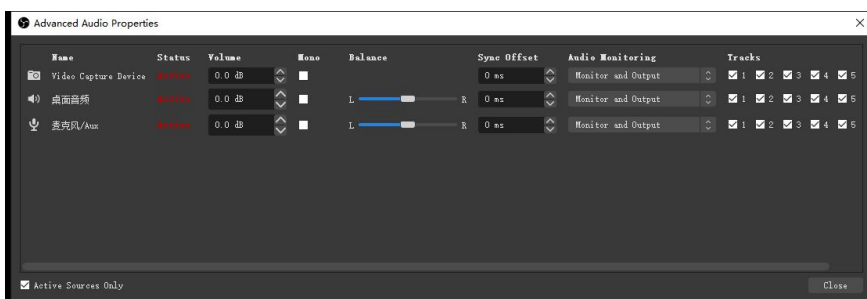 Advanced Audio Properties
Name Status Volume Mono Balance Sync Offset Audio Monitoring Tracks
Video Capture Device 0.0 dB 0 ms Monitor and Output 1 2 3 4 5
桌面音频 0.0 dB L R 0 ms Monitor and Output 1 2 3 4 5
麦克风/Aux 0.0 dB L R 0 ms Monitor and Output 1 2 3 4 5
Active Sources Only Close